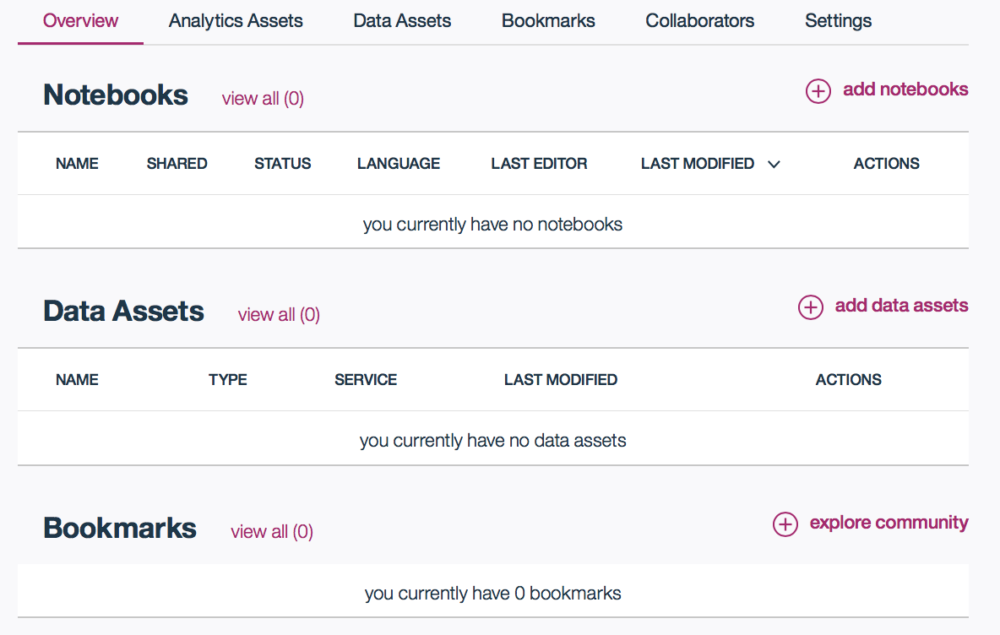 Overview Analytics Assets Data Assets Bookmarks Collaborators Settings
Notebooks view all (0) add notebooks
NAME SHARED STATUS LANGUAGE LAST EDITOR LAST MODIFIED ACTIONS
you currently have no notebooks
Data Assets view all (0) add data assets
NAME TYPE SERVICE LAST MODIFIED ACTIONS
you currently have no data assets
Bookmarks view all (0) explore community
you currently have 0 bookmarks